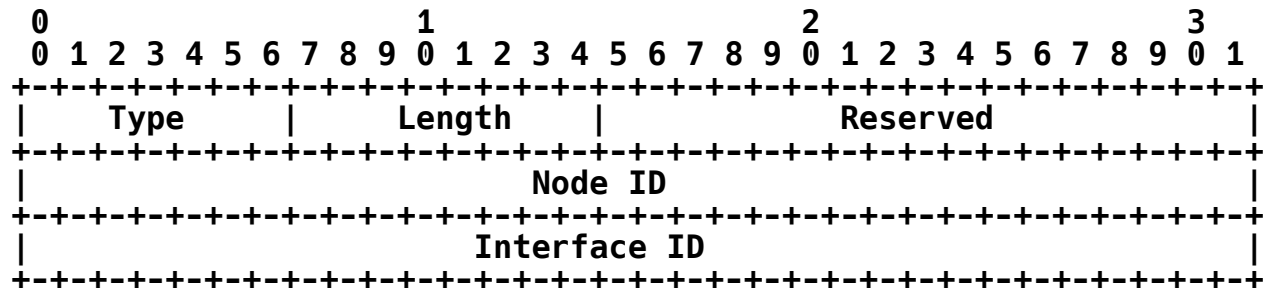 0                   1                   2                   3
  0 1 2 3 4 5 6 7 8 9 0 1 2 3 4 5 6 7 8 9 0 1 2 3 4 5 6 7 8 9 0 1
+-+-+-+-+-+-+-+-+-+-+-+-+-+-+-+-+-+-+-+-+-+-+-+-+-+-+-+-+-+-+-+-+
|    Type     |     Length    |            Reserved             |
+-+-+-+-+-+-+-+-+-+-+-+-+-+-+-+-+-+-+-+-+-+-+-+-+-+-+-+-+-+-+-+-+
|                          Node ID                              |
+-+-+-+-+-+-+-+-+-+-+-+-+-+-+-+-+-+-+-+-+-+-+-+-+-+-+-+-+-+-+-+-+
|                       Interface ID                            |
+-+-+-+-+-+-+-+-+-+-+-+-+-+-+-+-+-+-+-+-+-+-+-+-+-+-+-+-+-+-+-+-+